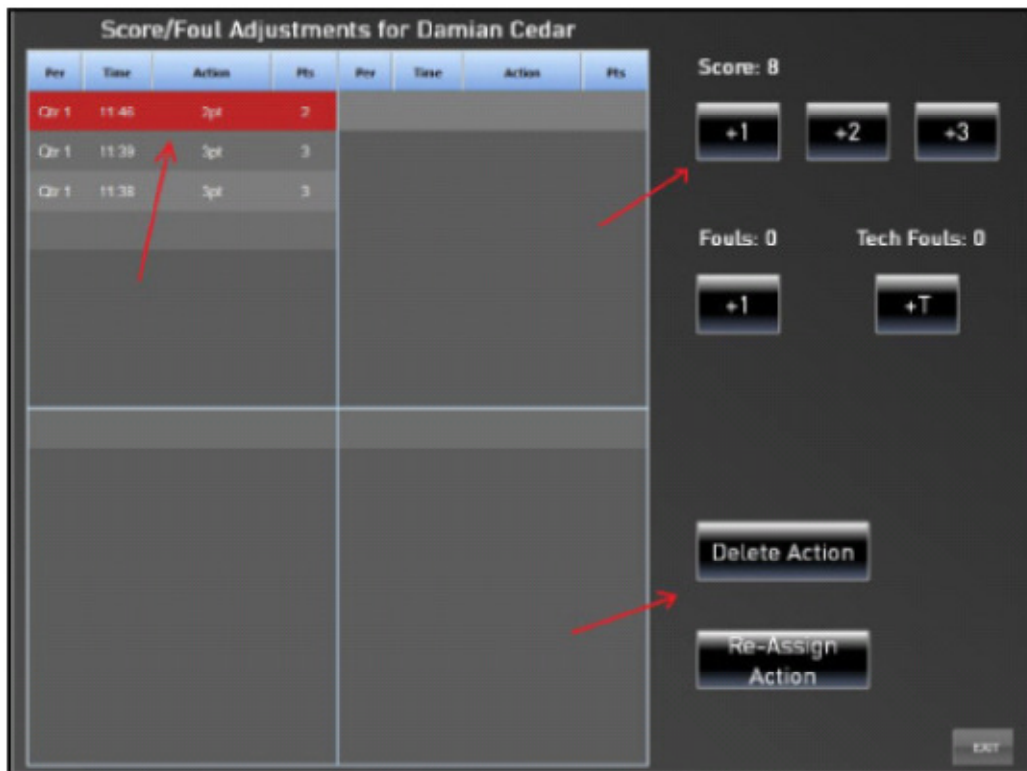 Score/Foul Adjustments for Damian Cedar
Per Time Action Pts Per Time Action Pts
Qtr 1 11:46 2pt 2
Qtr 1 11:39 3pt 3
Qtr 1 11:38 3pt 3
Score: 8
+1 +2 +3
Fouls: 0 Tech Fouls: 0
+1 +T
Delete Action
Re-Assign
Action
EXIT